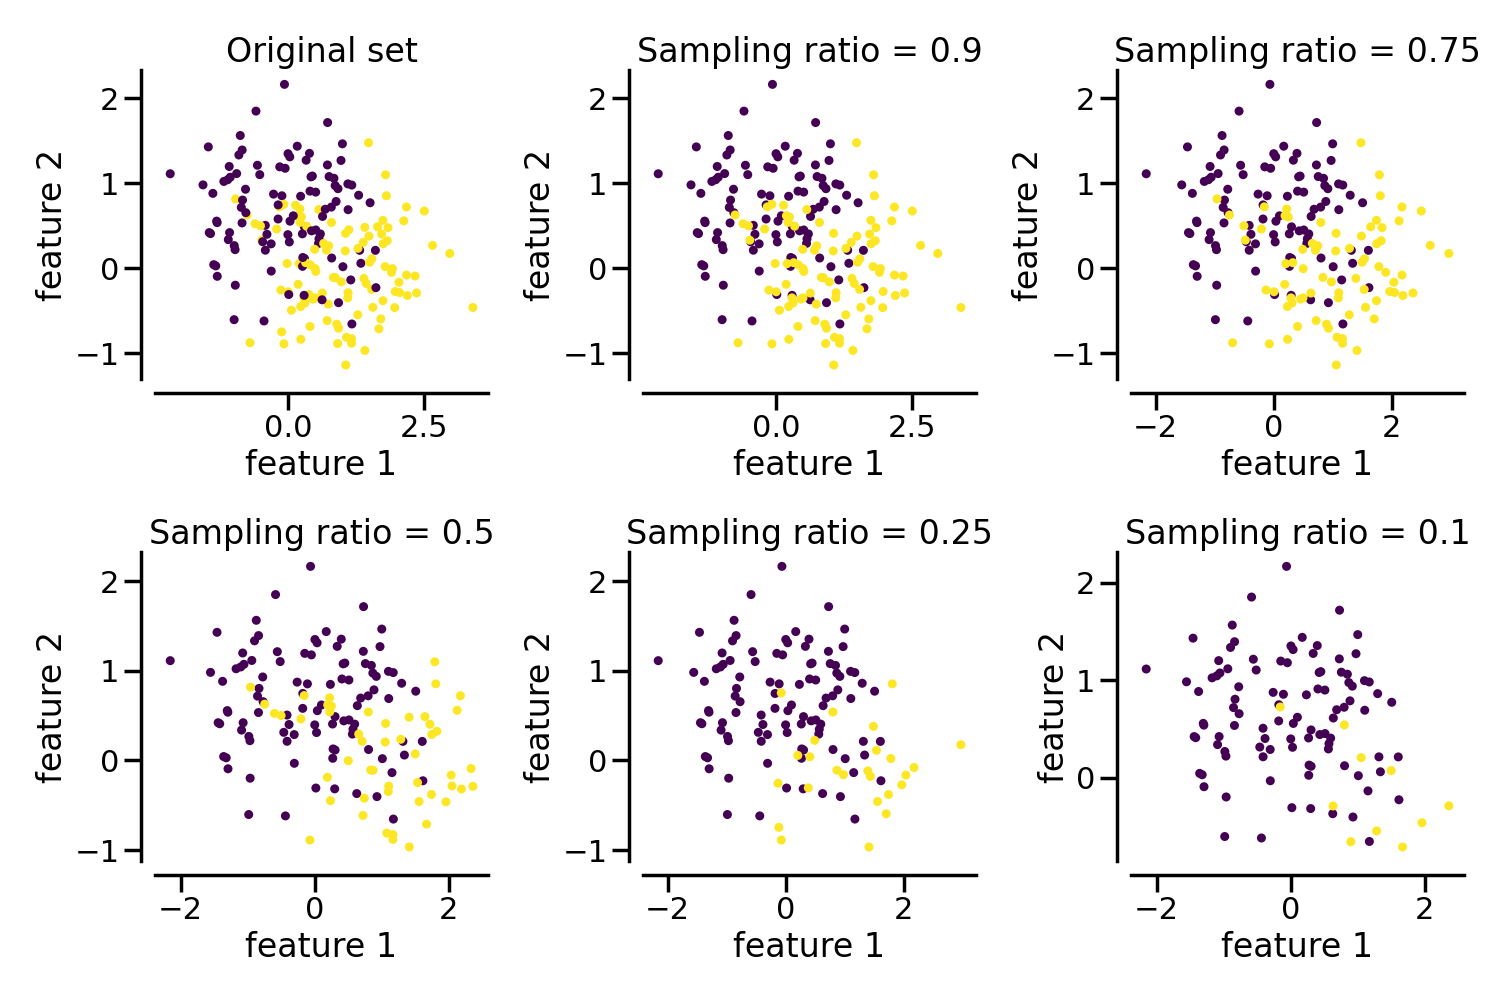 Original set
feature 2
2
1
0
−1
0.0 2.5
feature 1
Sampling ratio = 0.9
feature 2
2
1
0
−1
0.0 2.5
feature 1
Sampling ratio = 0.75
feature 2
2
1
0
−1
−2 0 2
feature 1
Sampling ratio = 0.5
feature 2
2
1
0
−1
−2 0 2
feature 1
Sampling ratio = 0.25
feature 2
2
1
0
−1
−2 0 2
feature 1
Sampling ratio = 0.1
feature 2
2
1
0
−2 0 2
feature 1